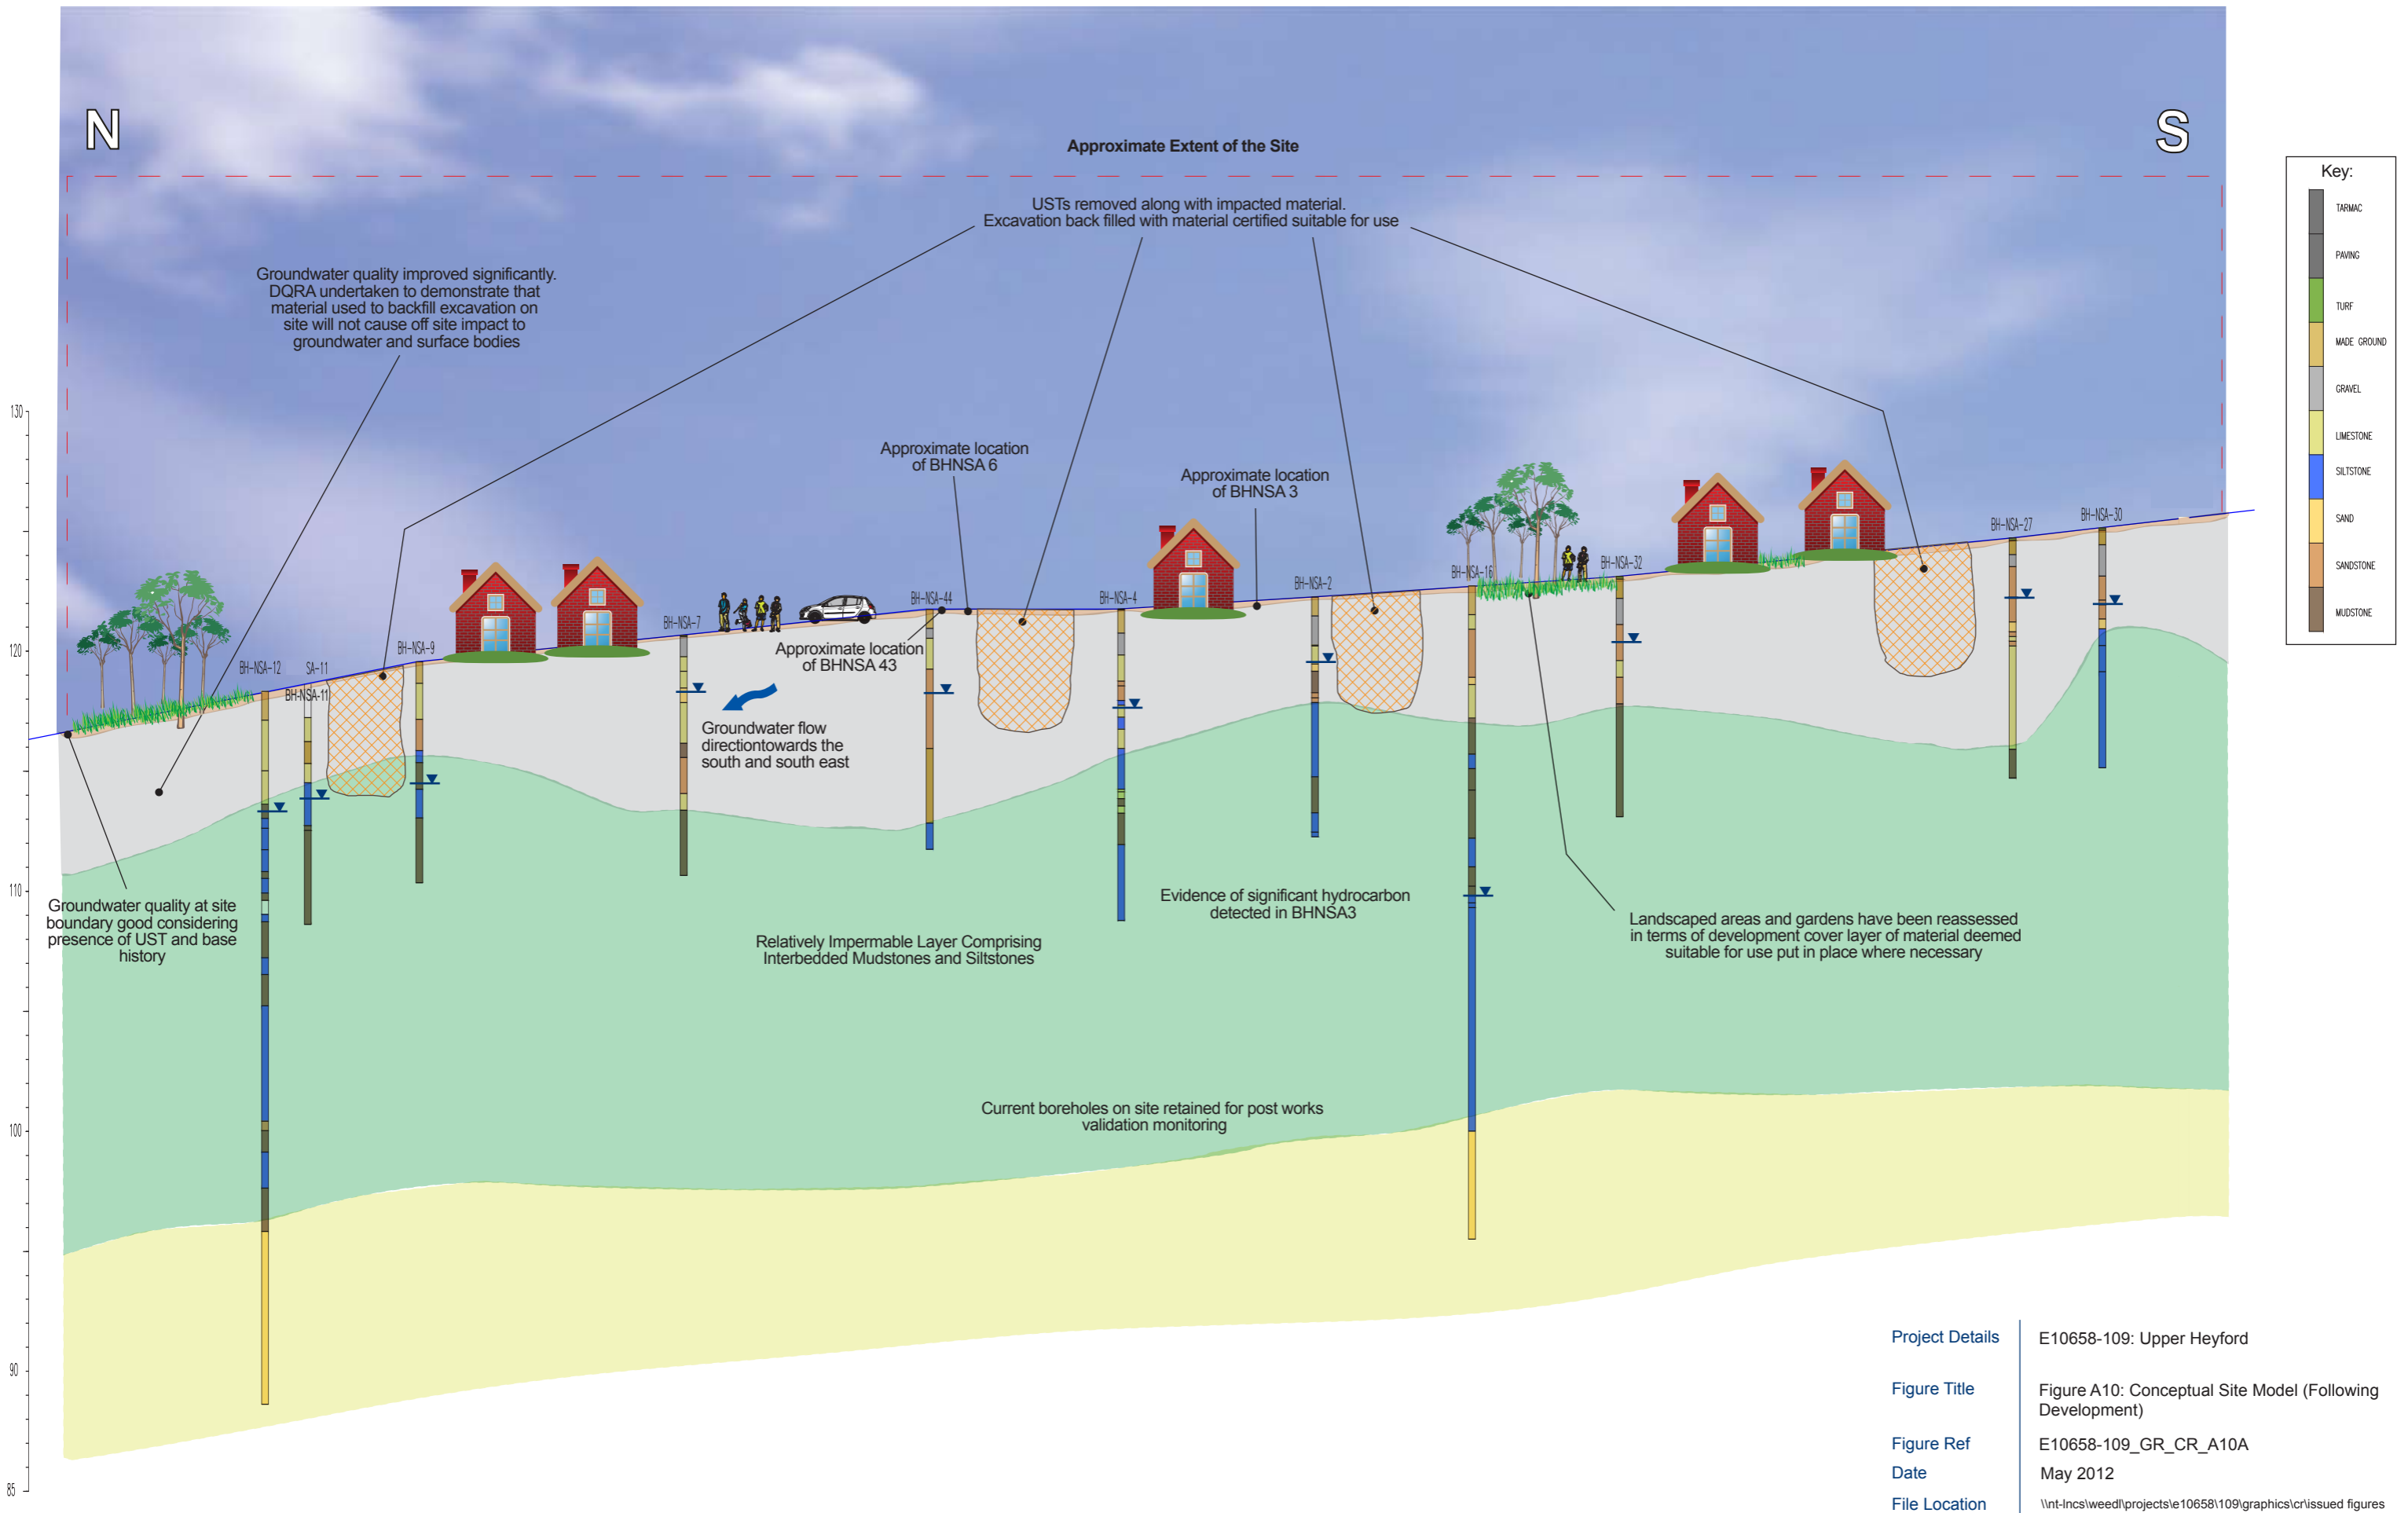 N
S
Approximate Extent of the Site
USTs removed along with impacted material.
Excavation back filled with material certified suitable for use
Groundwater quality improved significantly.
DQRA undertaken to demonstrate that
material used to backfill excavation on
site will not cause off site impact to
groundwater and surface bodies
Key:
TARMAC
PAVING
TURF
MADE GROUND
GRAVEL
LIMESTONE
SILTSTONE
SAND
SANDSTONE
MUDSTONE
130
120
110
100
90
85
Approximate location
of BHNSA 6
Approximate location
of BHNSA 3
BH-NSA-12
SA-11
BH-NSA-11
BH-NSA-9
BH-NSA-7
BH-NSA-44
BH-NSA-4
BH-NSA-2
BH-NSA-16
BH-NSA-32
BH-NSA-27
BH-NSA-30
Approximate location
of BHNSA 43
Groundwater flow
directiontowards the
south and south east
Groundwater quality at site
boundary good considering
presence of UST and base
history
Evidence of significant hydrocarbon
detected in BHNSA3
Relatively Impermable Layer Comprising
Interbedded Mudstones and Siltstones
Landscaped areas and gardens have been reassessed
in terms of development cover layer of material deemed
suitable for use put in place where necessary
Current boreholes on site retained for post works
validation monitoring
Project Details E10658-109: Upper Heyford
Figure Title Figure A10: Conceptual Site Model (Following
Development)
Figure Ref E10658-109_GR_CR_A10A
Date May 2012
File Location \\nt-lncs\weedl\projects\e10658\109\graphics\cr\issued figures